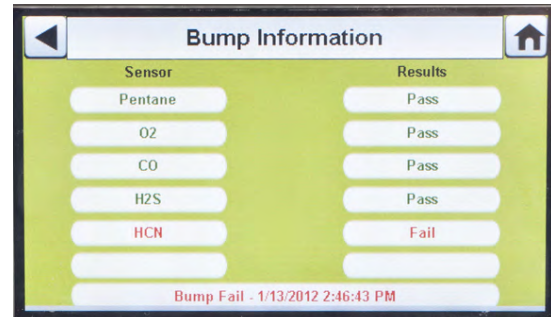 Bump Information
Sensor Results
Pentane Pass
O2 Pass
CO Pass
H2S Pass
HCN Fail
Bump Fail - 1/13/2012 2:46:43 PM